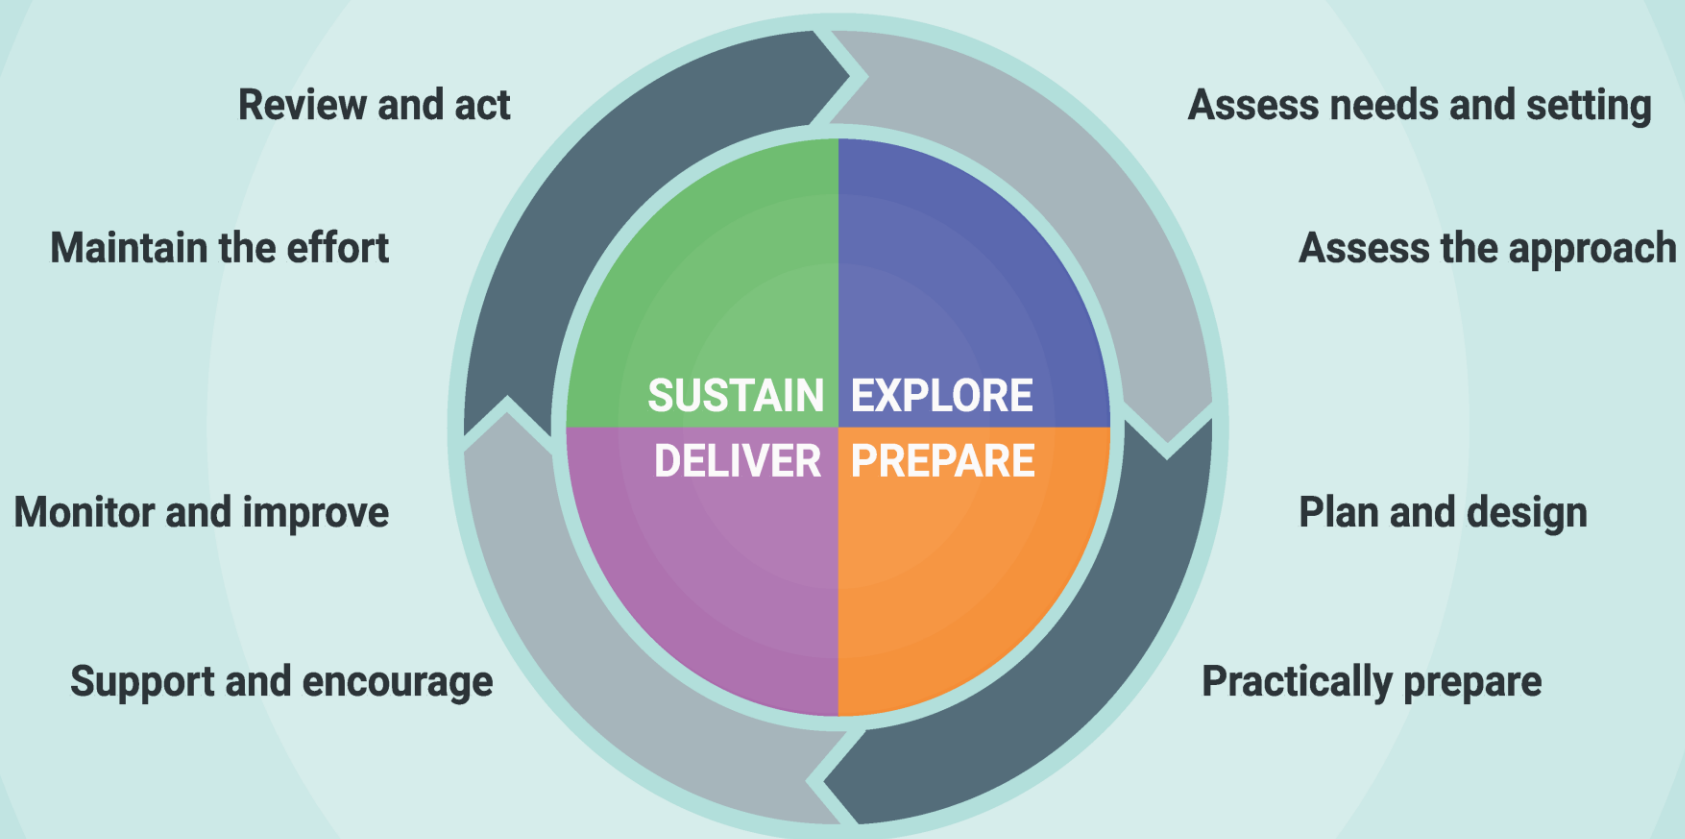 Review and act
Assess needs and setting
Maintain the effort
Assess the approach
SUSTAIN EXPLORE
DELIVER PREPARE
Monitor and improve
Plan and design
Support and encourage
Practically prepare